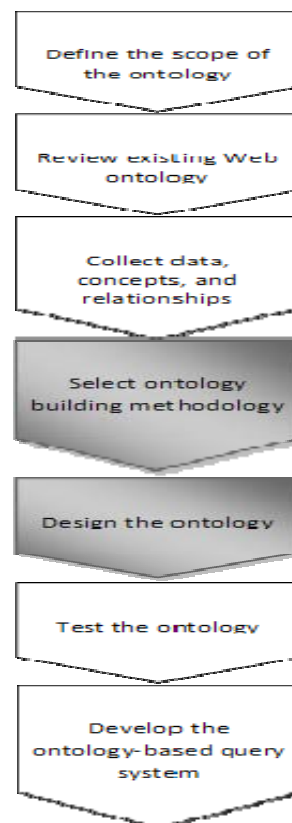 Define the scope of
the ontology
Review existing Web
ontology
Collect data,
concepts, and
relationships
Select ontology
building methodology
Design the ontology
Test the ontology
Develop the
ontology-based query
system